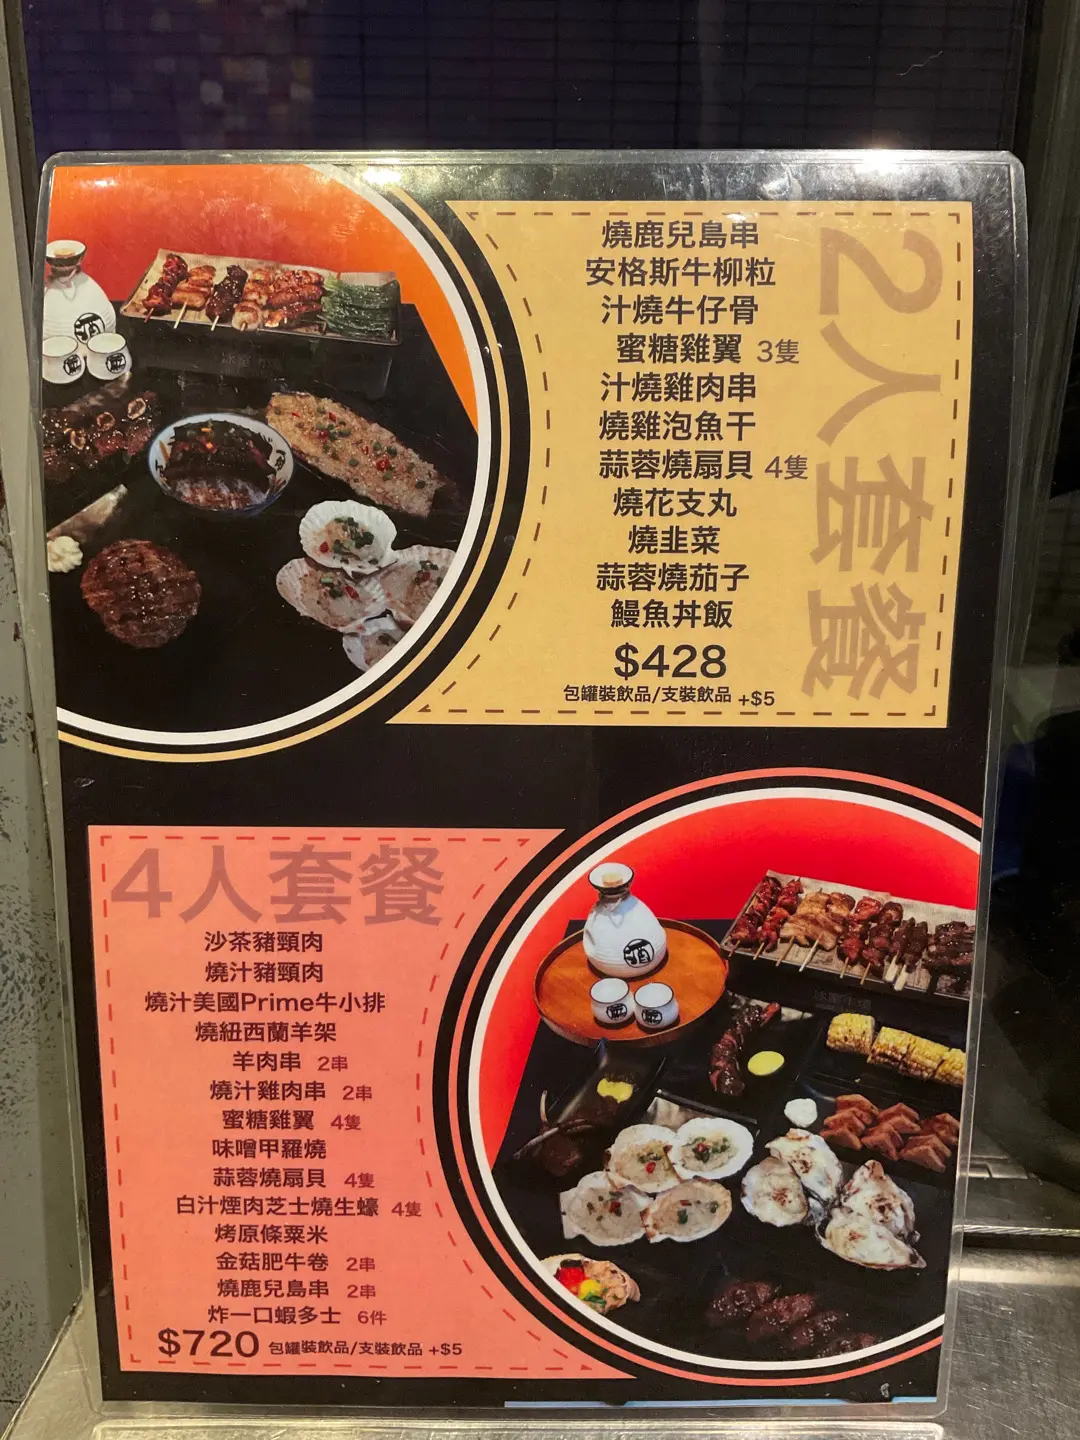 2人套餐
燒鹿兒島串
安格斯牛柳粒
汁燒牛仔骨
蜜糖雞翼 3隻
汁燒雞肉串
燒雞泡魚干
蒜蓉燒扇貝 4隻
燒花支丸
燒韭菜
蒜蓉燒茄子
鰻魚丼飯
$428
包罐裝飲品/支裝飲品 +$5
酒
4人套餐
沙茶豬頸肉
燒汁豬頸肉
燒汁美國Prime牛小排
燒紐西蘭羊架
羊肉串 2串
燒汁雞肉串 2串
蜜糖雞翼 4隻
味噌甲羅燒
蒜蓉燒扇貝 4隻
白汁煙肉芝士燒生蠔 4隻
烤原條粟米
金菇肥牛卷 2串
燒鹿兒島串 2串
炸一口蝦多士 6件
$720 包罐裝飲品/支裝飲品 +$5
酒